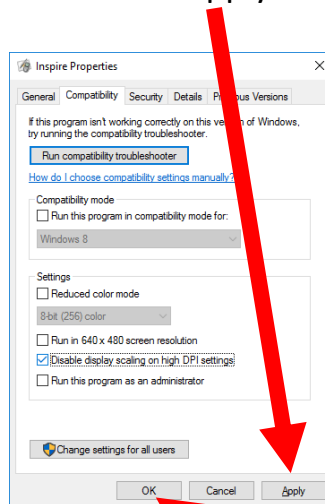 Inspire Properties
General Compatibility Security Details Previous Versions
If this program isn't working correctly on this version of Windows,
try running the compatibility troubleshooter.
Run compatibility troubleshooter
How do I choose compatibility settings manually?
Compatibility mode
Run this program in compatibility mode for:
Windows 8
Settings
Reduced color mode
8-bit (256) color
Run in 640 x 480 screen resolution
Disable display scaling on high DPI settings
Run this program as an administrator
Change settings for all users
OK Cancel Apply